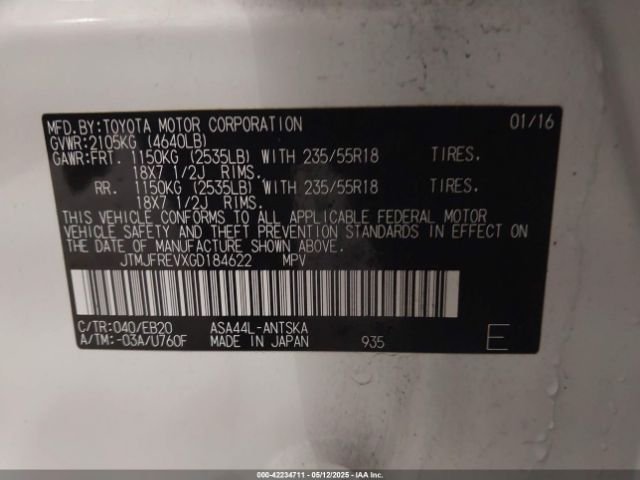 MFD.BY:TOYOTA MOTOR CORPORATION 01/16
GVWR:2105KG (4640LB)
GAWR:FRT. 1150KG (2535LB) WITH 235/55R18 TIRES.
18X7 1/2J RIMS.
RR. 1150KG (2535LB) WITH 235/55R18 TIRES.
18X7 1/2J RIMS.
THIS VEHICLE CONFORMS TO ALL APPLICABLE FEDERAL MOTOR
VEHICLE SAFETY AND THEFT PREVENTION STANDARDS IN EFFECT ON
THE DATE OF MANUFACTURE SHOWN ABOVE.
JTMJFREVXGD184622 MPV
C/TR:040/EB20 ASA44L-ANTSKA
A/TM:-03A/U760F MADE IN JAPAN 935 E
000-42234711 - 05/12/2025 - IAA Inc.